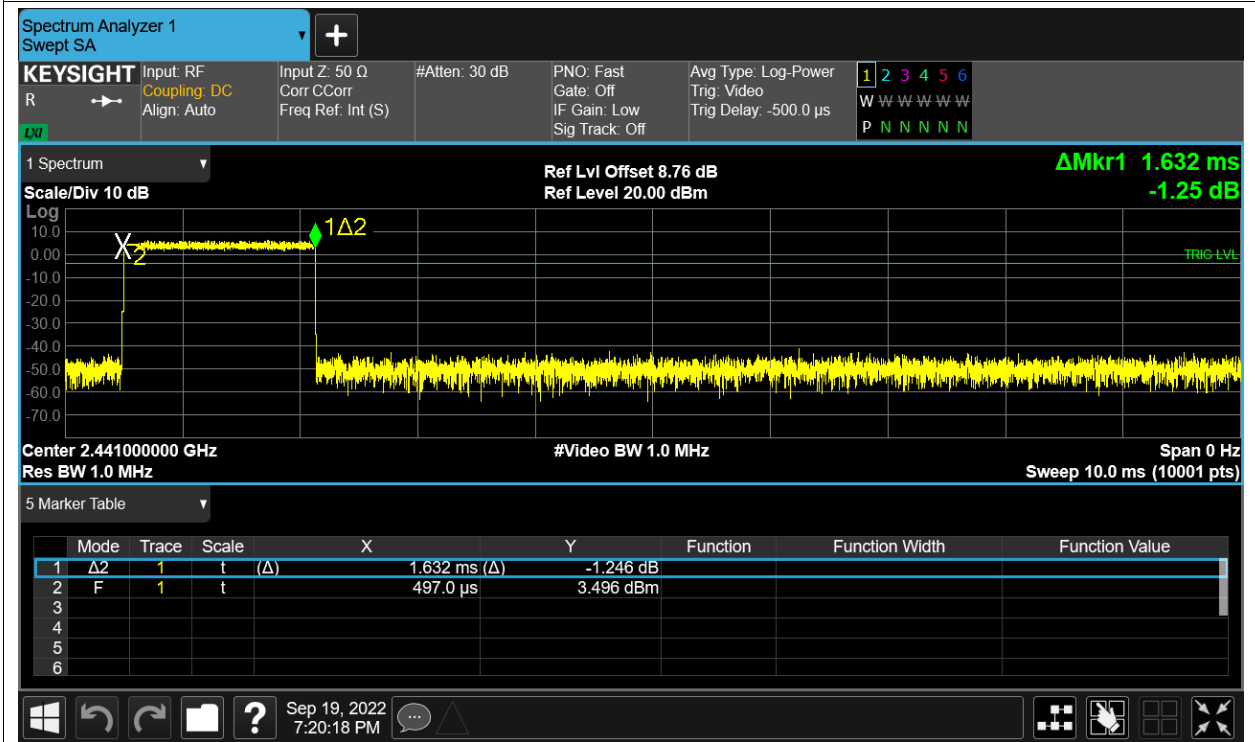 Spectrum Analyzer 1
Swept SA
+
KEYSIGHT Input: RF Input Z: 50 Ω #Atten: 30 dB PNO: Fast Avg Type: Log-Power 1 2 3 4 5 6
R Coupling: DC Corr CCorr Gate: Off Trig: Video W W W W W W
Align: Auto Freq Ref: Int (S) IF Gain: Low Trig Delay: -500.0 µs
LXI Sig Track: Off P N N N N N
1 Spectrum Ref Lvl Offset 8.76 dB ΔMkr1 1.632 ms
Scale/Div 10 dB Ref Level 20.00 dBm -1.25 dB
Log
10.0 X 2 1Δ2
0.00 TRIG LVL
-10.0
-20.0
-30.0
-40.0
-50.0
-60.0
-70.0
Center 2.441000000 GHz #Video BW 1.0 MHz Span 0 Hz
Res BW 1.0 MHz Sweep 10.0 ms (10001 pts)
5 Marker Table
Mode Trace Scale X Y Function Function Width Function Value
1 Δ2 1 t (Δ) 1.632 ms (Δ) -1.246 dB
2 F 1 t 497.0 µs 3.496 dBm
3
4
5
6
? Sep 19, 2022
7:20:18 PM